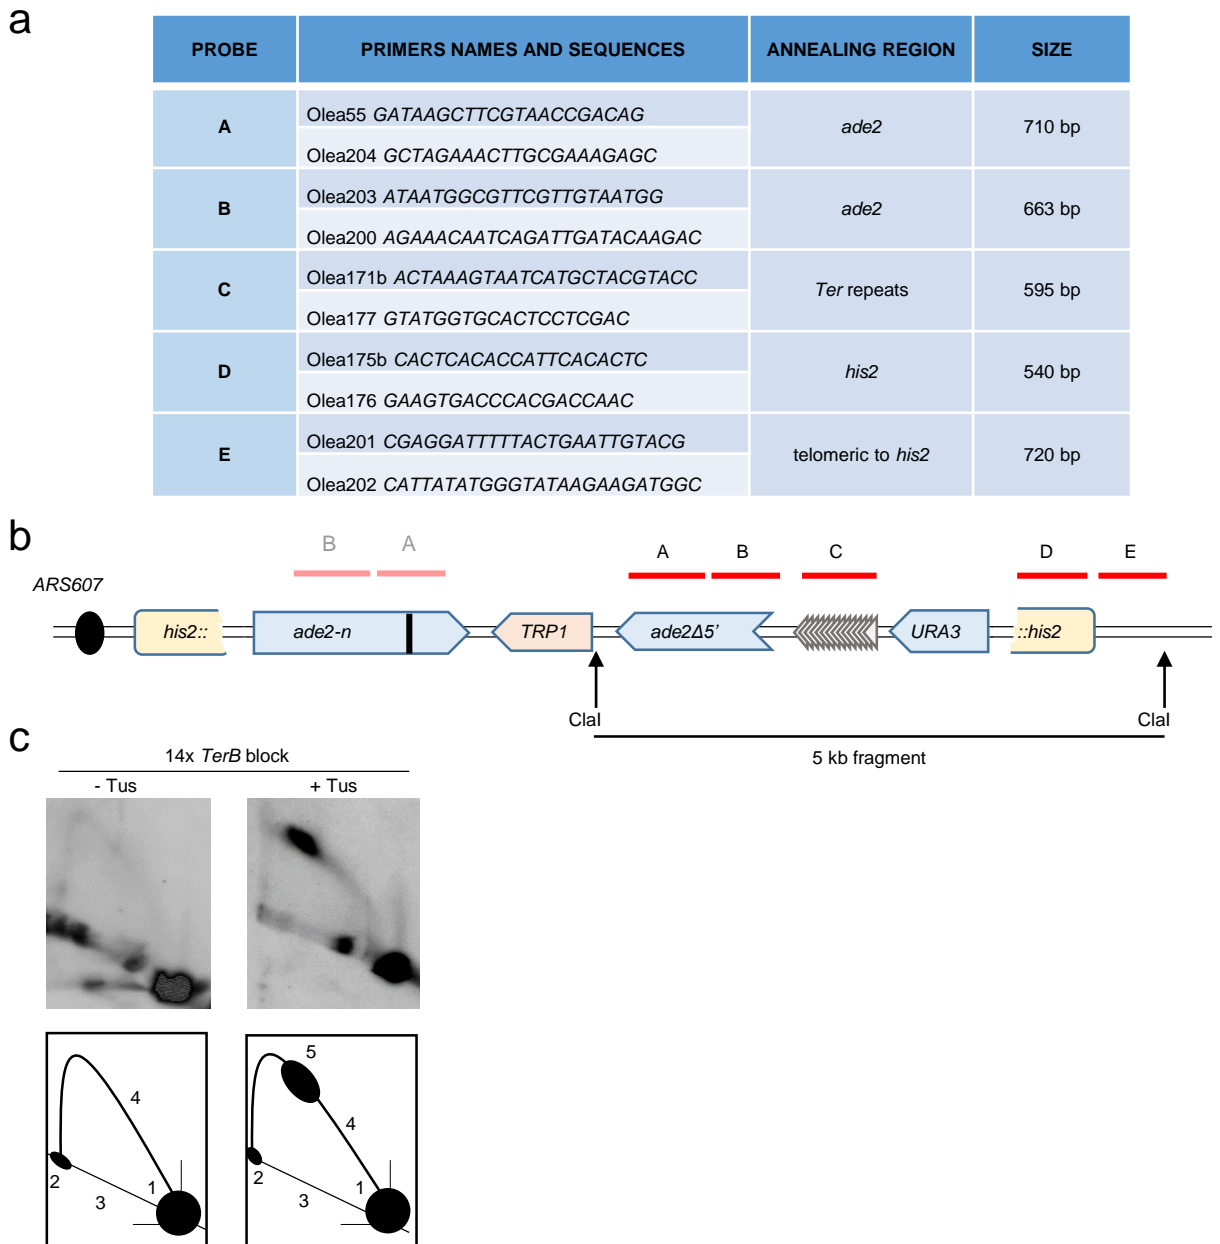 a
PROBE PRIMERS NAMES AND SEQUENCES ANNEALING REGION SIZE
A Olea55 GATAAGCTTCGTAACCGACAG ade2 710 bp
Olea204 GCTAGAAACTTGCGAAAGAGC
B Olea203 ATAATGGCGTTCGTTGTAATGG ade2 663 bp
Olea200 AGAAACAATCAGATTGATACAAGAC
C Olea171b ACTAAAGTAATCATGCTACGTACC Ter repeats 595 bp
Olea177 GTATGGTGCACTCCTCGAC
D Olea175b CACTCACACCATTCACACTC his2 540 bp
Olea176 GAAGTGACCCACGACCAAC
E Olea201 CGAGGATTTTTACTGAATTGTACG telomeric to his2 720 bp
Olea202 CATTATATGGGTATAAGAAGATGGC
b
B A A B C D E
ARS607
his2:: ade2-n TRP1 ade2Δ5’ URA3 ::his2
ClaI ClaI
5 kb fragment
c
14x TerB block
- Tus + Tus
4 1 2 3
5 4 1 2 3